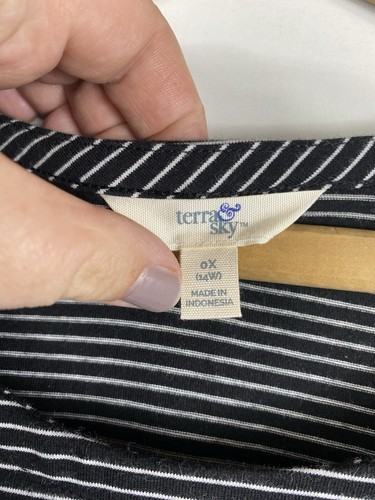 terra&
sky™
0X
(14W)
MADE IN
INDONESIA